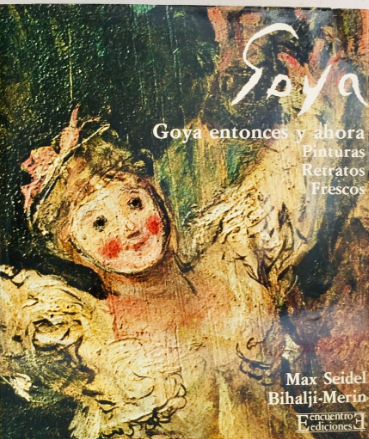 Goya
Goya entonces y ahora
Pinturas
Retratos
Frescos
Max Seidel
Bihalji-Merin
encuentro
ediciones